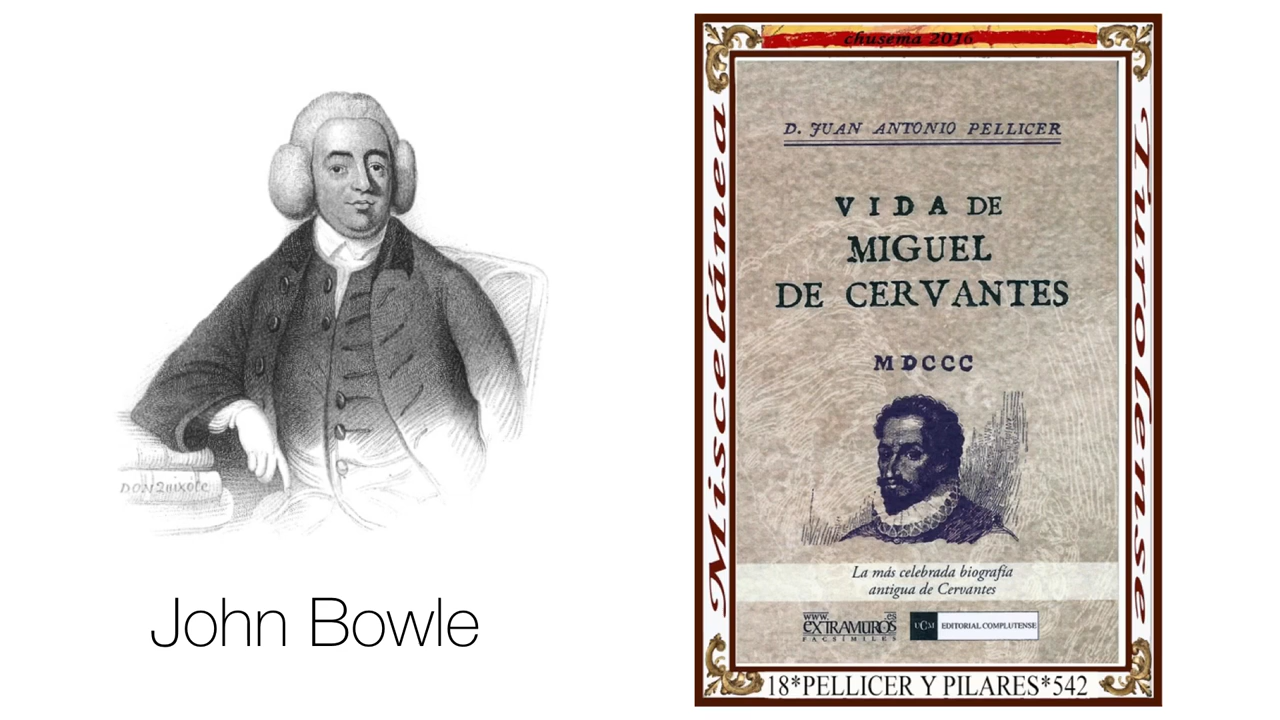 DON Quixote
John Bowle
chusema 2016
Miscelánea
Turolense
D. JUAN ANTONIO PELLICER
VIDA DE
MIGUEL
DE CERVANTES
MDCCC
La más celebrada biografía
antigua de Cervantes
www. .es
EXTRAMUROS
FACSÍMILES
UCM EDITORIAL COMPLUTENSE
18*PELLICER Y PILARES*542